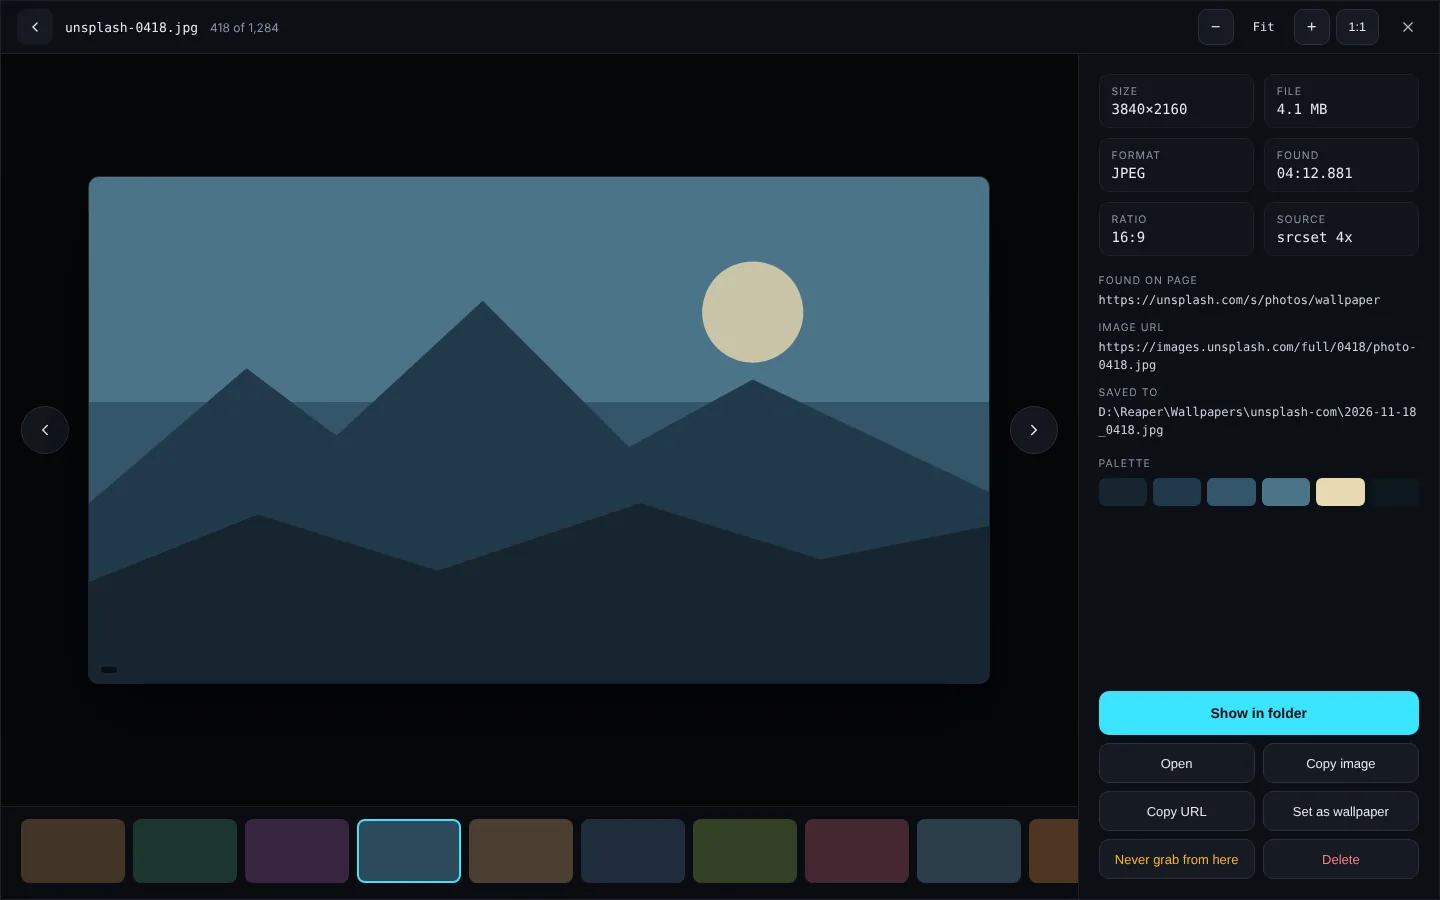 unsplash-0418.jpg 418 of 1,284
− Fit + 1:1
SIZE
3840×2160
FILE
4.1 MB
FORMAT
JPEG
FOUND
04:12.881
RATIO
16:9
SOURCE
srcset 4x
FOUND ON PAGE
https://unsplash.com/s/photos/wallpaper
IMAGE URL
https://images.unsplash.com/full/0418/photo-
0418.jpg
SAVED TO
D:\Reaper\Wallpapers\unsplash-com\2026-11-18
_0418.jpg
PALETTE
Show in folder
Open
Copy image
Copy URL
Set as wallpaper
Never grab from here
Delete